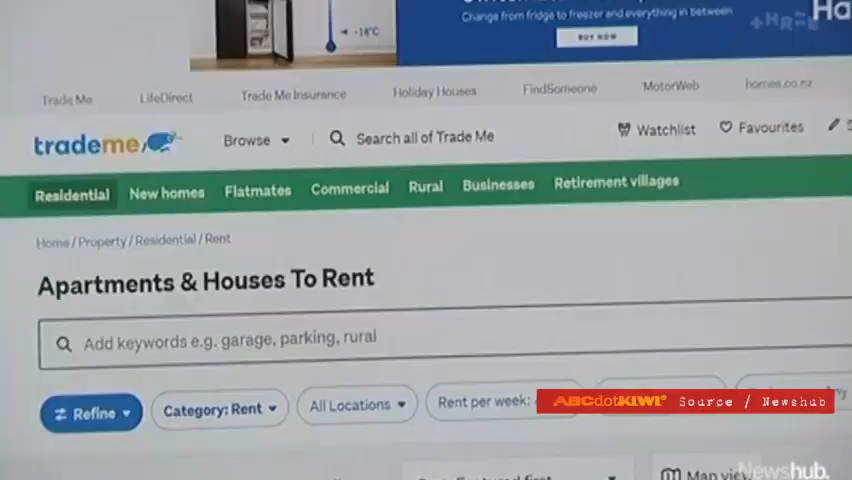 Change from fridge to freezer and everything in between
-18°C
BUY NOW
Ha
Trade Me LifeDirect Trade Me Insurance Holiday Houses FindSomeone MotorWeb homes.co.nz
trademe Browse Search all of Trade Me Watchlist Favourites
Residential New homes Flatmates Commercial Rural Businesses Retirement villages
Home / Property / Residential / Rent
Apartments & Houses To Rent
Add keywords e.g. garage, parking, rural
Refine Category: Rent All Locations Rent per week:
ABCdotKIWI Source / Newshub
Map view
Newshub.